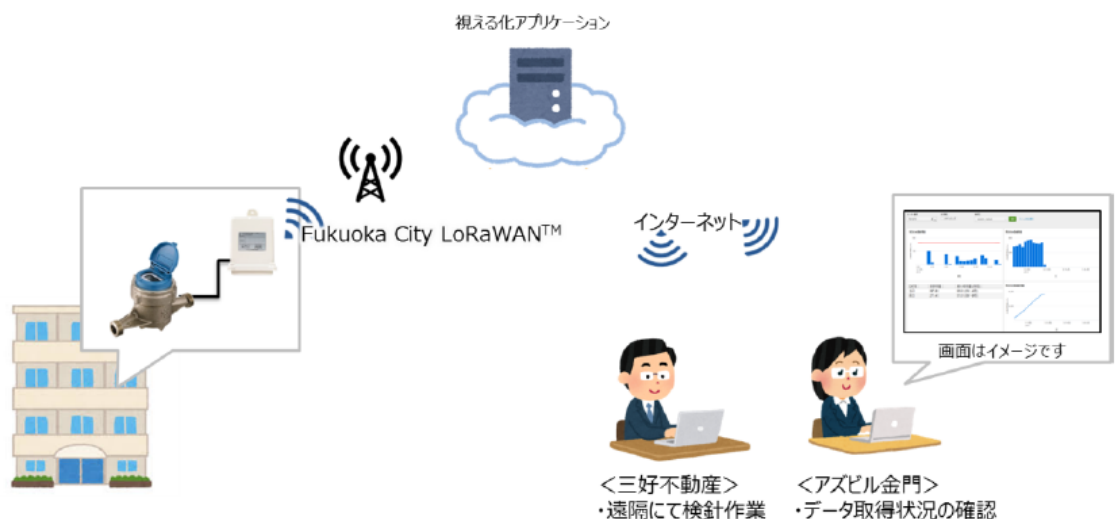 視える化アプリケーション
Fukuoka City LoRaWAN™
インターネット
画面はイメージです
＜三好不動産＞
・遠隔にて検針作業
＜アズビル金門＞
・データ取得状況の確認